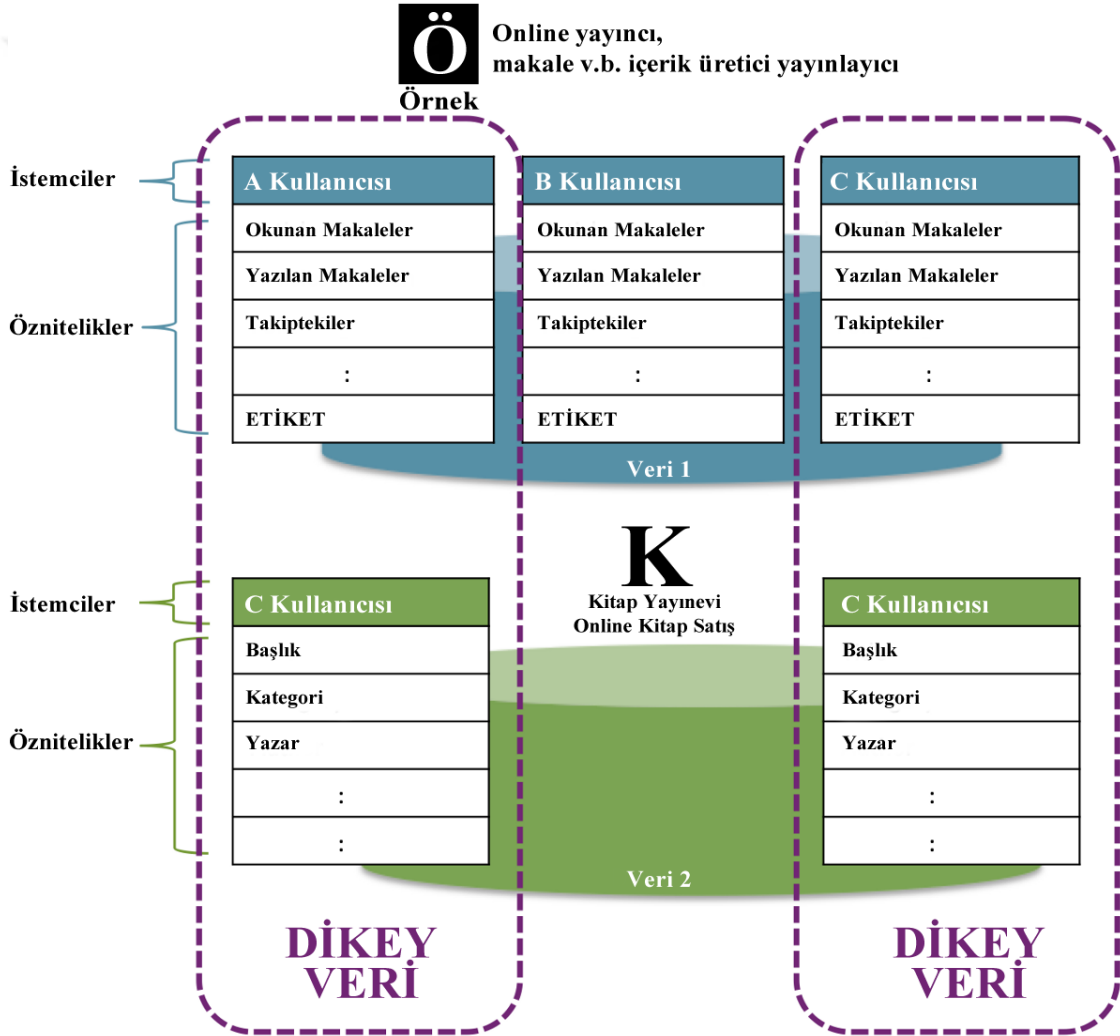 Ö
Örnek
Online yayıncı,
makale v.b. içerik üretici yayınlayıcı
İstemciler
A Kullanıcısı
B Kullanıcısı
C Kullanıcısı
Öznitelikler
Okunan Makaleler
Okunan Makaleler
Okunan Makaleler
Yazılan Makaleler
Yazılan Makaleler
Yazılan Makaleler
Takiptekiler
Takiptekiler
Takiptekiler
:
:
:
ETİKET
ETİKET
ETİKET
Veri 1
K
Kitap Yayınevi
Online Kitap Satış
İstemciler
C Kullanıcısı
C Kullanıcısı
Öznitelikler
Başlık
Başlık
Kategori
Kategori
Yazar
Yazar
:
:
:
:
Veri 2
DİKEY
VERİ
DİKEY
VERİ